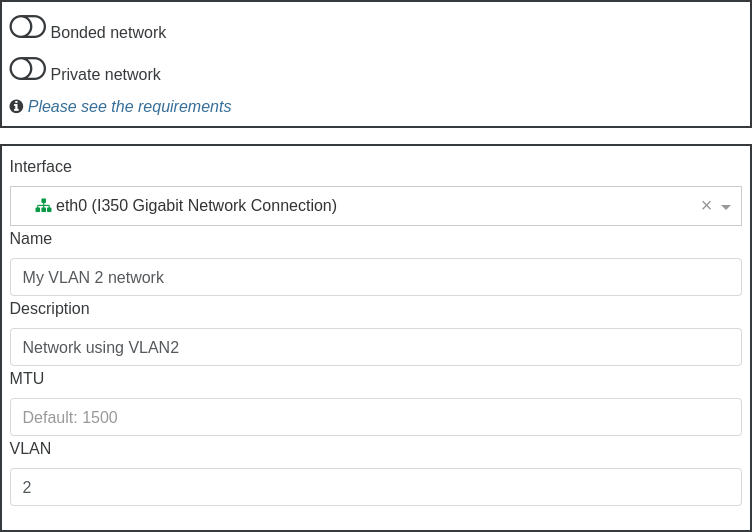 Bonded network
Private network
Please see the requirements
Interface
eth0 (I350 Gigabit Network Connection)
Name
My VLAN 2 network
Description
Network using VLAN2
MTU
Default: 1500
VLAN
2